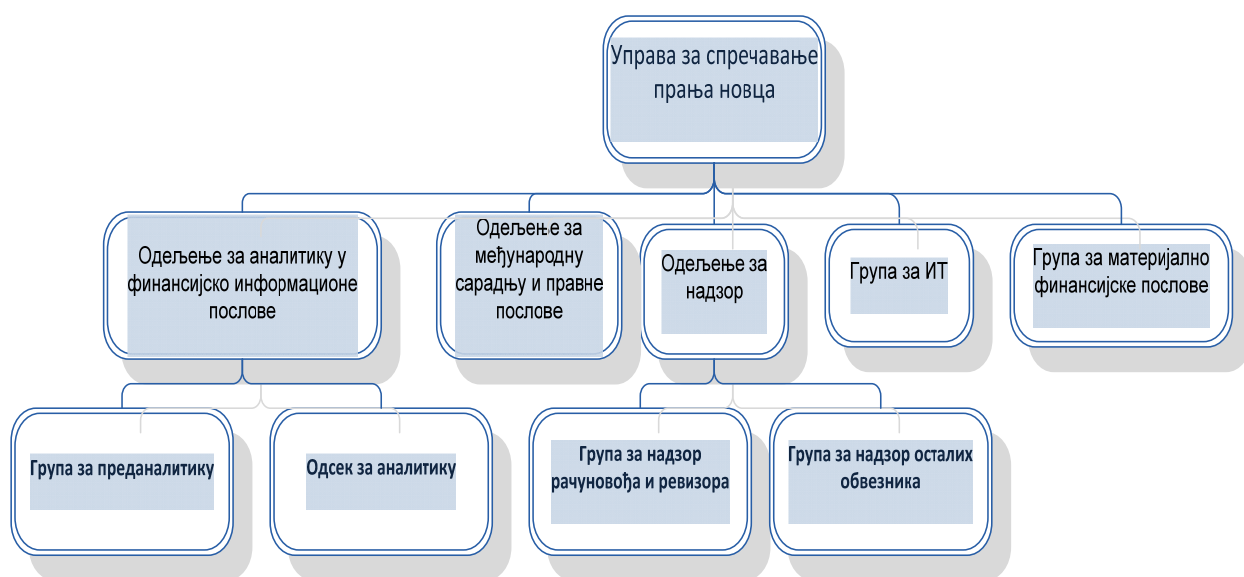 Управа за спречавање
прања новца
Одељење за аналитику у
финансијско информационе
послове
Одељење за
међународну
сарадњу и правне
послове
Одељење за
надзор
Група за ИТ
Група за материјално
финансијске послове
Група за преданалитику
Одсек за аналитику
Група за надзор
рачуновођа и ревизора
Група за надзор осталих
обвезника